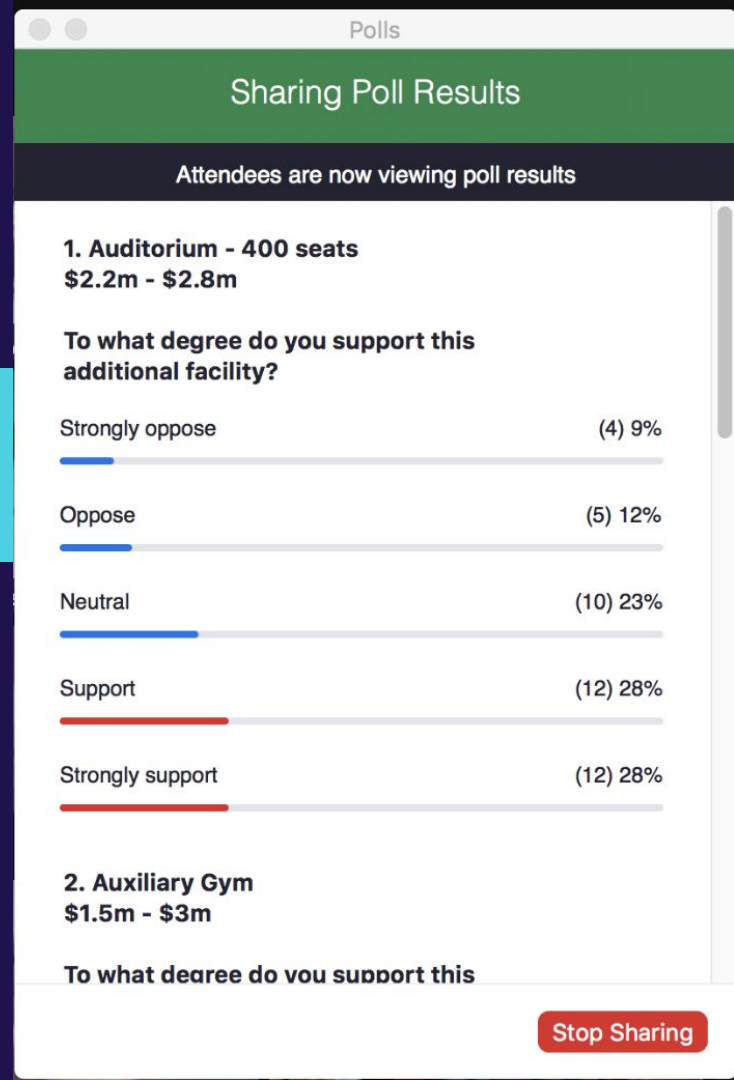 Polls
Sharing Poll Results
Attendees are now viewing poll results
1. Auditorium - 400 seats
$2.2m - $2.8m
To what degree do you support this
additional facility?
Strongly oppose (4) 9%
Oppose (5) 12%
Neutral (10) 23%
Support (12) 28%
Strongly support (12) 28%
2. Auxiliary Gym
$1.5m - $3m
To what degree do you support this
Stop Sharing